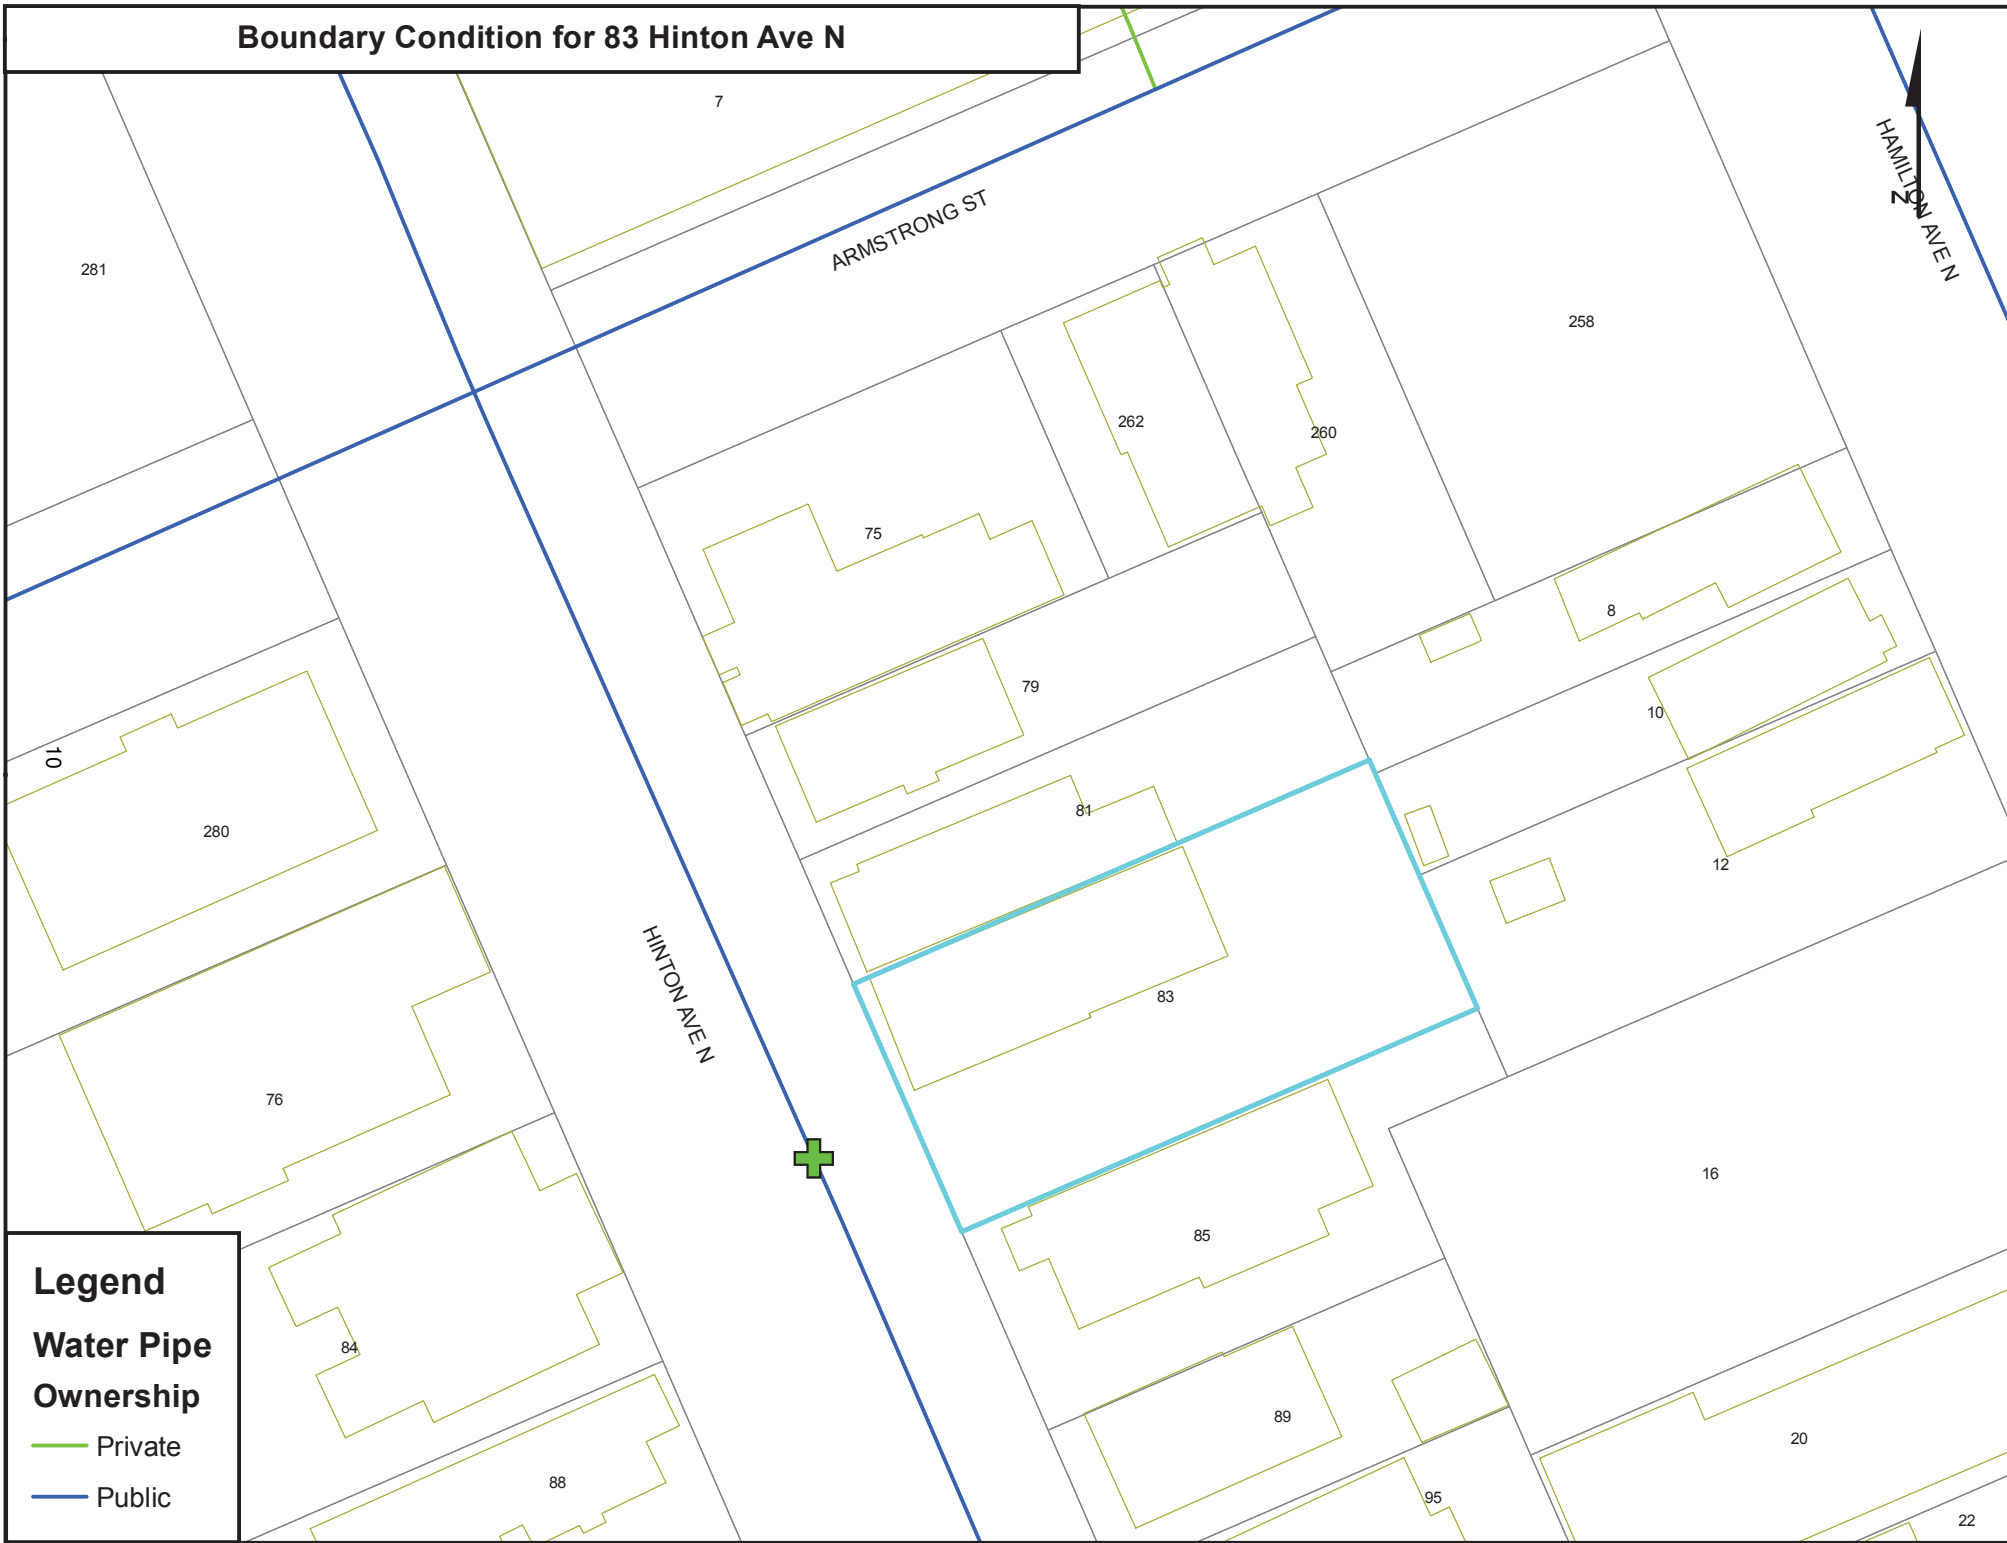 Boundary Condition for 83 Hinton Ave N
7
HAMILTON AVE N
N
ARMSTRONG ST
281
258
262
260
75
8
79
10
10
81
280
12
83
HINTON AVE N
76
16
85
84
89
20
88
95
22
Legend
Water Pipe
Ownership
Private
Public